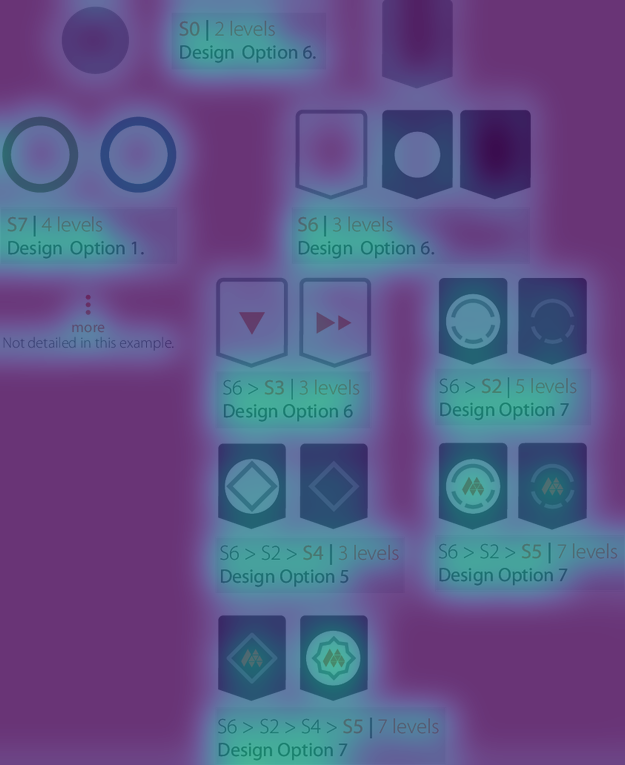 S0 | 2 levels
Design Option 6.
S7 | 4 levels
Design Option 1.
S6 | 3 levels
Design Option 6.
more
Not detailed in this example.
S6 > S3 | 3 levels
Design Option 6
S6 > S2 | 5 levels
Design Option 7
S6 > S2 > S4 | 3 levels
Design Option 5
S6 > S2 > S5 | 7 levels
Design Option 7
S6 > S2 > S4 > S5 | 7 levels
Design Option 7